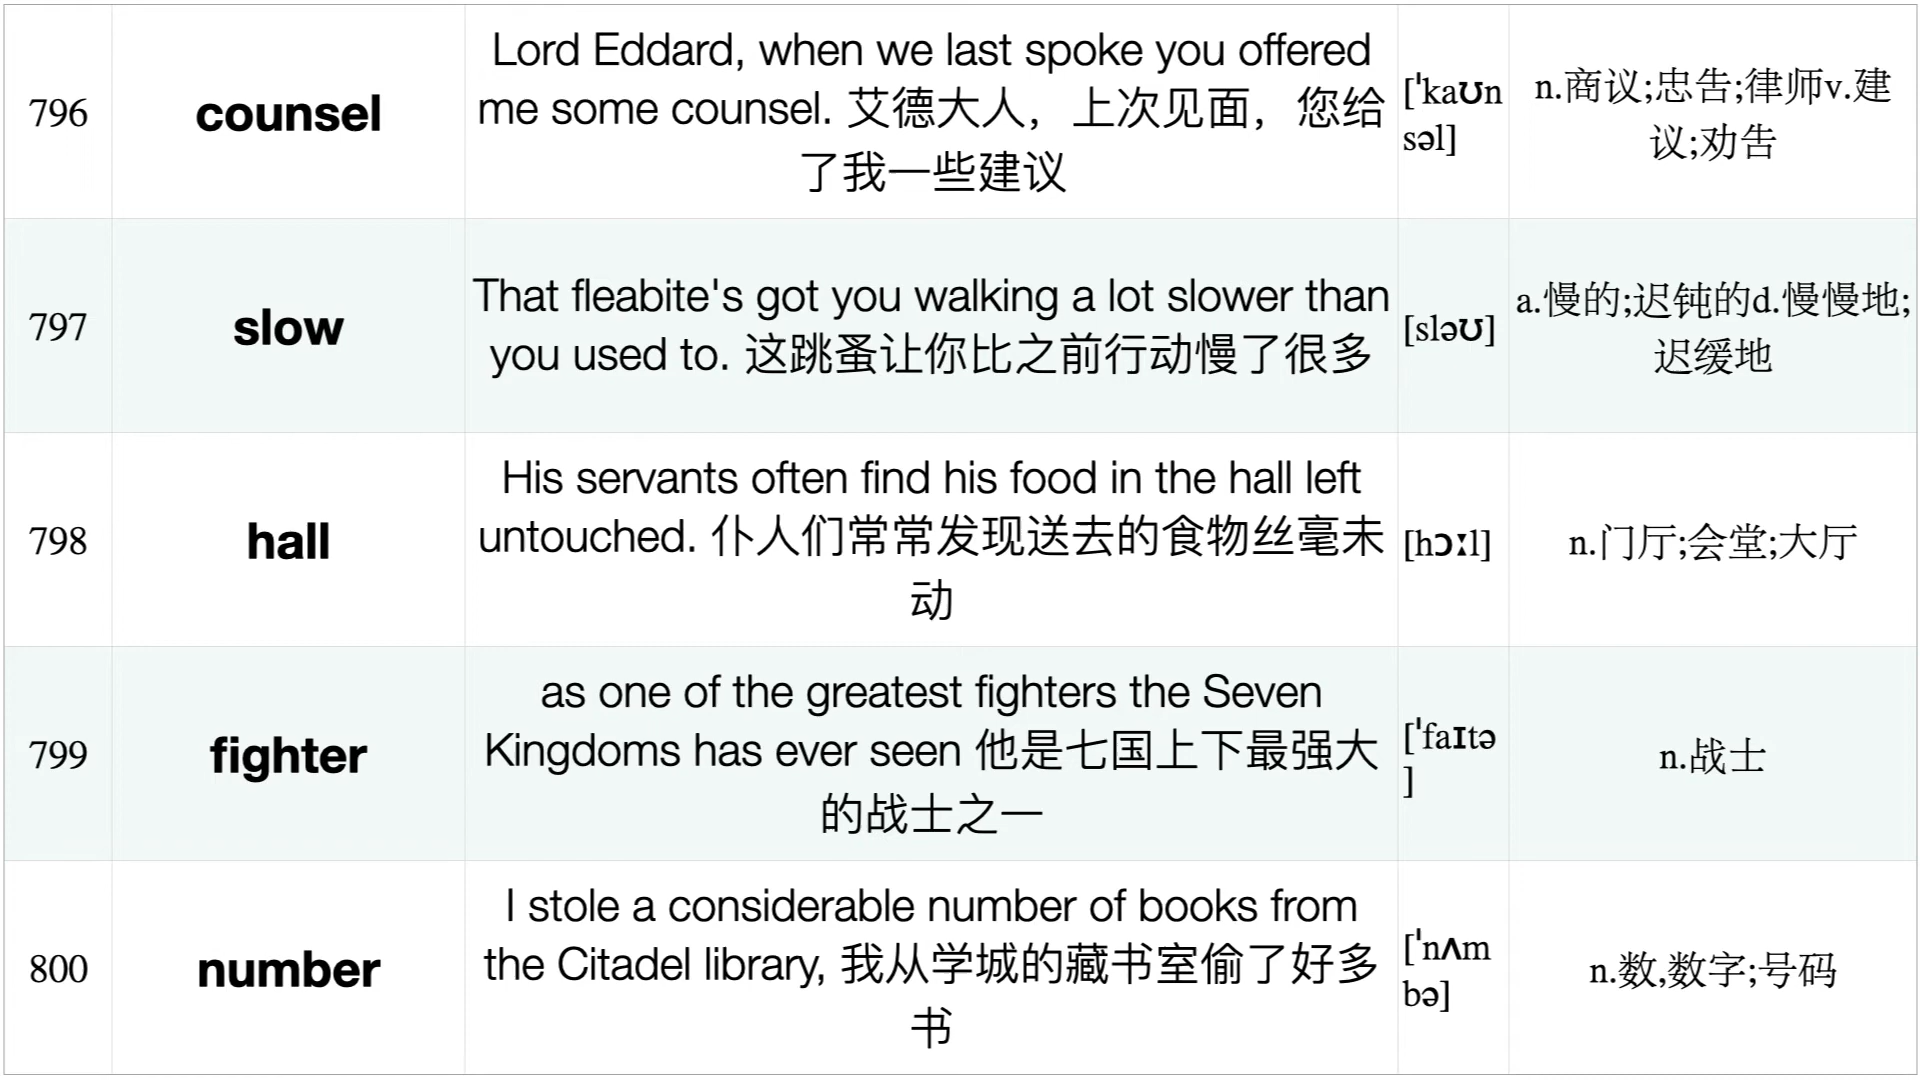 796
counsel
Lord Eddard, when we last spoke you offered
me some counsel. 艾德大人，上次见面，您给
了我一些建议
[ˈkaʊn
səl]
n.商议;忠告;律师v.建
议;劝告
797
slow
That fleabite's got you walking a lot slower than
you used to. 这跳蚤让你比之前行动慢了很多
[sləʊ]
a.慢的;迟钝的d.慢慢地;
迟缓地
798
hall
His servants often find his food in the hall left
untouched. 仆人们常常发现送去的食物丝毫未
动
[hɔːl]
n.门厅;会堂;大厅
799
fighter
as one of the greatest fighters the Seven
Kingdoms has ever seen 他是七国上下最强大
的战士之一
[ˈfaɪtə
]
n.战士
800
number
I stole a considerable number of books from
the Citadel library, 我从学城的藏书室偷了好多
书
[ˈnʌm
bə]
n.数,数字;号码